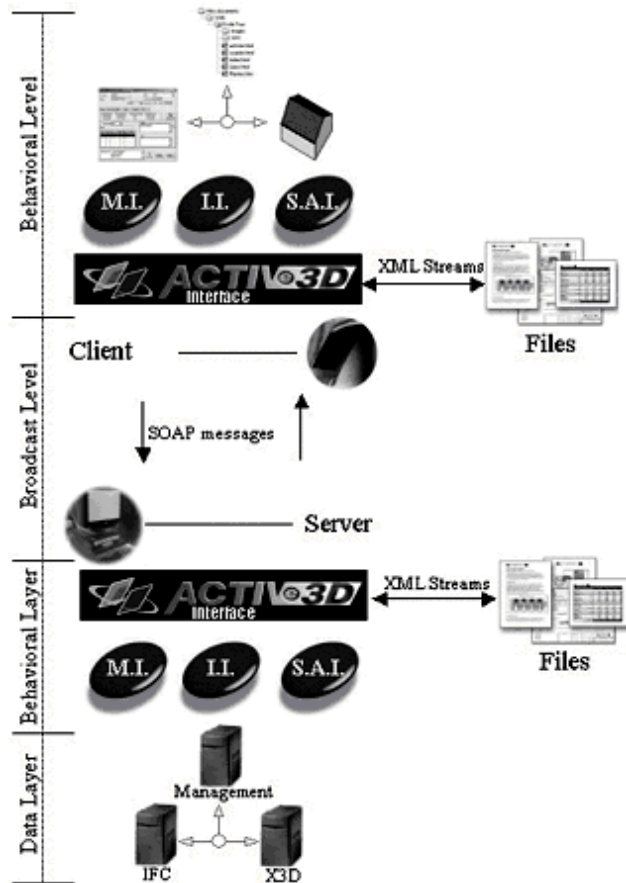 Behavioral Level
M.I.
I.I.
S.A.I.
ACTIV3D
Interface
XML Streams
Files
Broadcast Level
Client
SOAP messages
Server
Behavioral Layer
ACTIV3D
Interface
XML Streams
Files
M.I.
I.I.
S.A.I.
Data Layer
Management
IFC
X3D